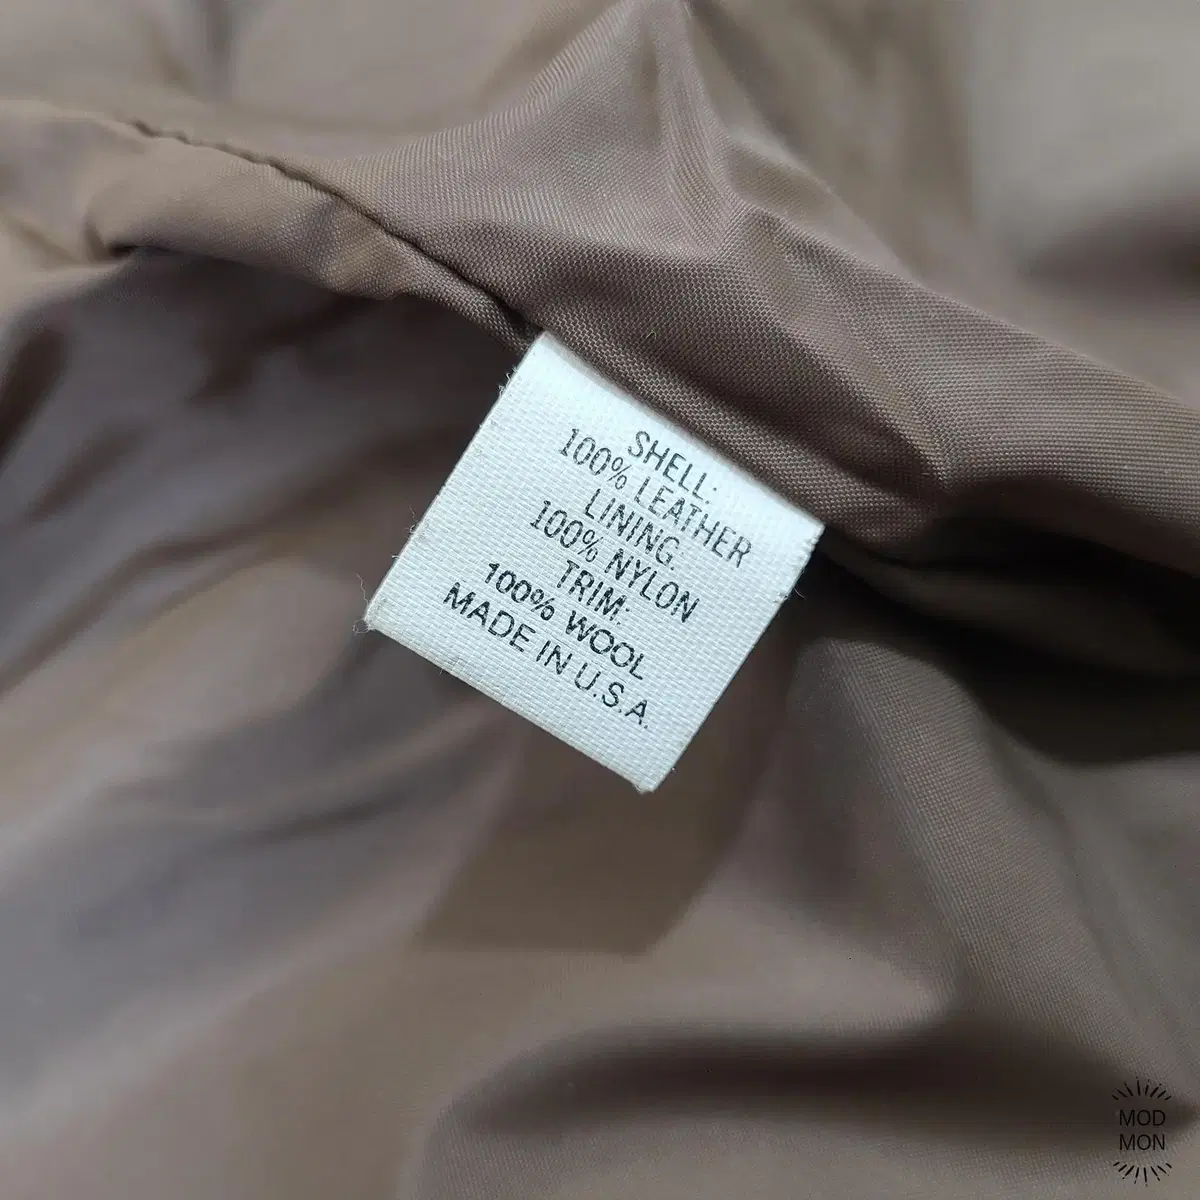 SHELL:
100% LEATHER
LINING:
100% NYLON
TRIM:
100% WOOL
MADE IN U.S.A.
MOD
MON